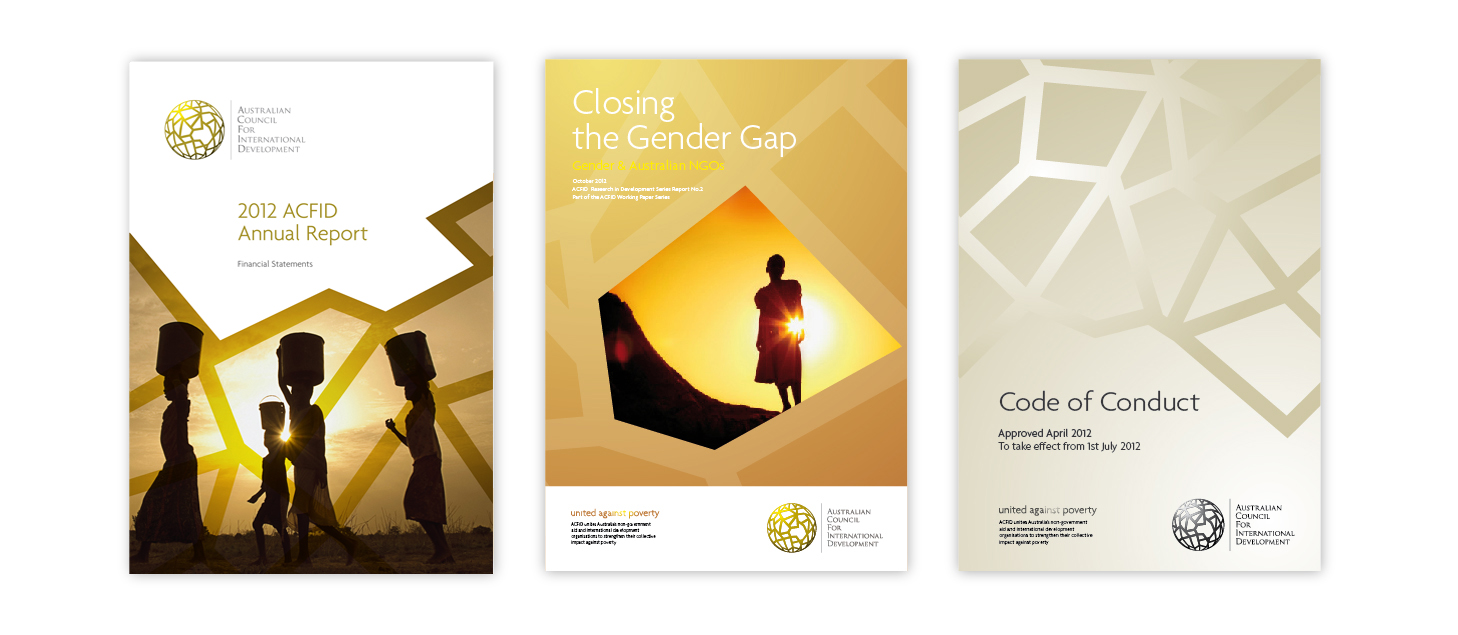 AUSTRALIAN
COUNCIL
FOR
INTERNATIONAL
DEVELOPMENT
2012 ACFID
Annual Report
Financial Statements
Closing
the Gender Gap
Gender & Australian NGOs
October 2012
ACFID Research in Development Series Report No.2
Part of the ACFID Working Paper Series
united against poverty
ACFID unites Australia's non-government
aid and international development
organisations to strengthen their collective
impact against poverty
AUSTRALIAN
COUNCIL
FOR
INTERNATIONAL
DEVELOPMENT
Code of Conduct
Approved April 2012
To take effect from 1st July 2012
united against poverty
ACFID unites Australia's non-government
aid and international development
organisations to strengthen their collective
impact against poverty
AUSTRALIAN
COUNCIL
FOR
INTERNATIONAL
DEVELOPMENT